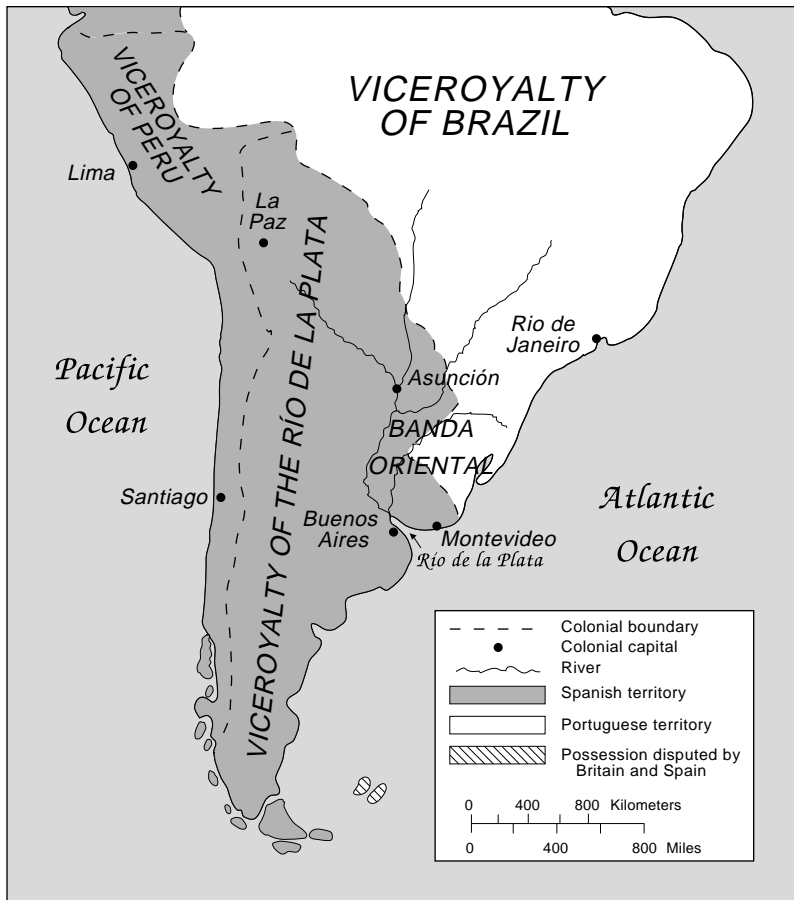 VICEROYALTY
OF PERU
VICEROYALTY
OF BRAZIL
Lima
La
Paz
VICEROYALTY OF THE RÍO DE LA PLATA
Rio de
Janeiro
Pacific
Ocean
Asunción
BANDA
ORIENTAL
Santiago
Buenos
Aires
Montevideo
Río de la Plata
Atlantic
Ocean
Colonial boundary
Colonial capital
River
Spanish territory
Portuguese territory
Possession disputed by
Britain and Spain
0 400 800 Kilometers
0 400 800 Miles